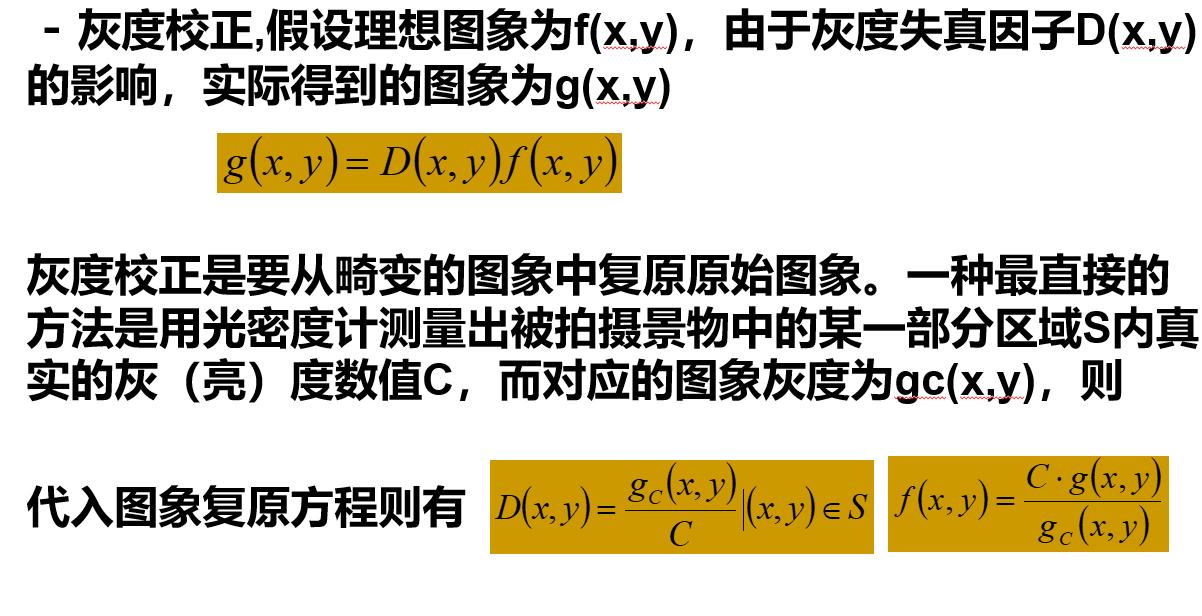 - 灰度校正,假设理想图象为f(x,y)，由于灰度失真因子D(x,y)
的影响，实际得到的图象为g(x,y)
g(x, y) = D(x, y)f(x, y)
灰度校正是要从畸变的图象中复原原始图象。一种最直接的
方法是用光密度计测量出被拍摄景物中的某一部分区域S内真
实的灰（亮）度数值C，而对应的图象灰度为gc(x,y)，则
代入图象复原方程则有 D(x, y) = g_C(x, y) / C |(x, y) ∈ S f(x, y) = C · g(x, y) / g_C(x, y)